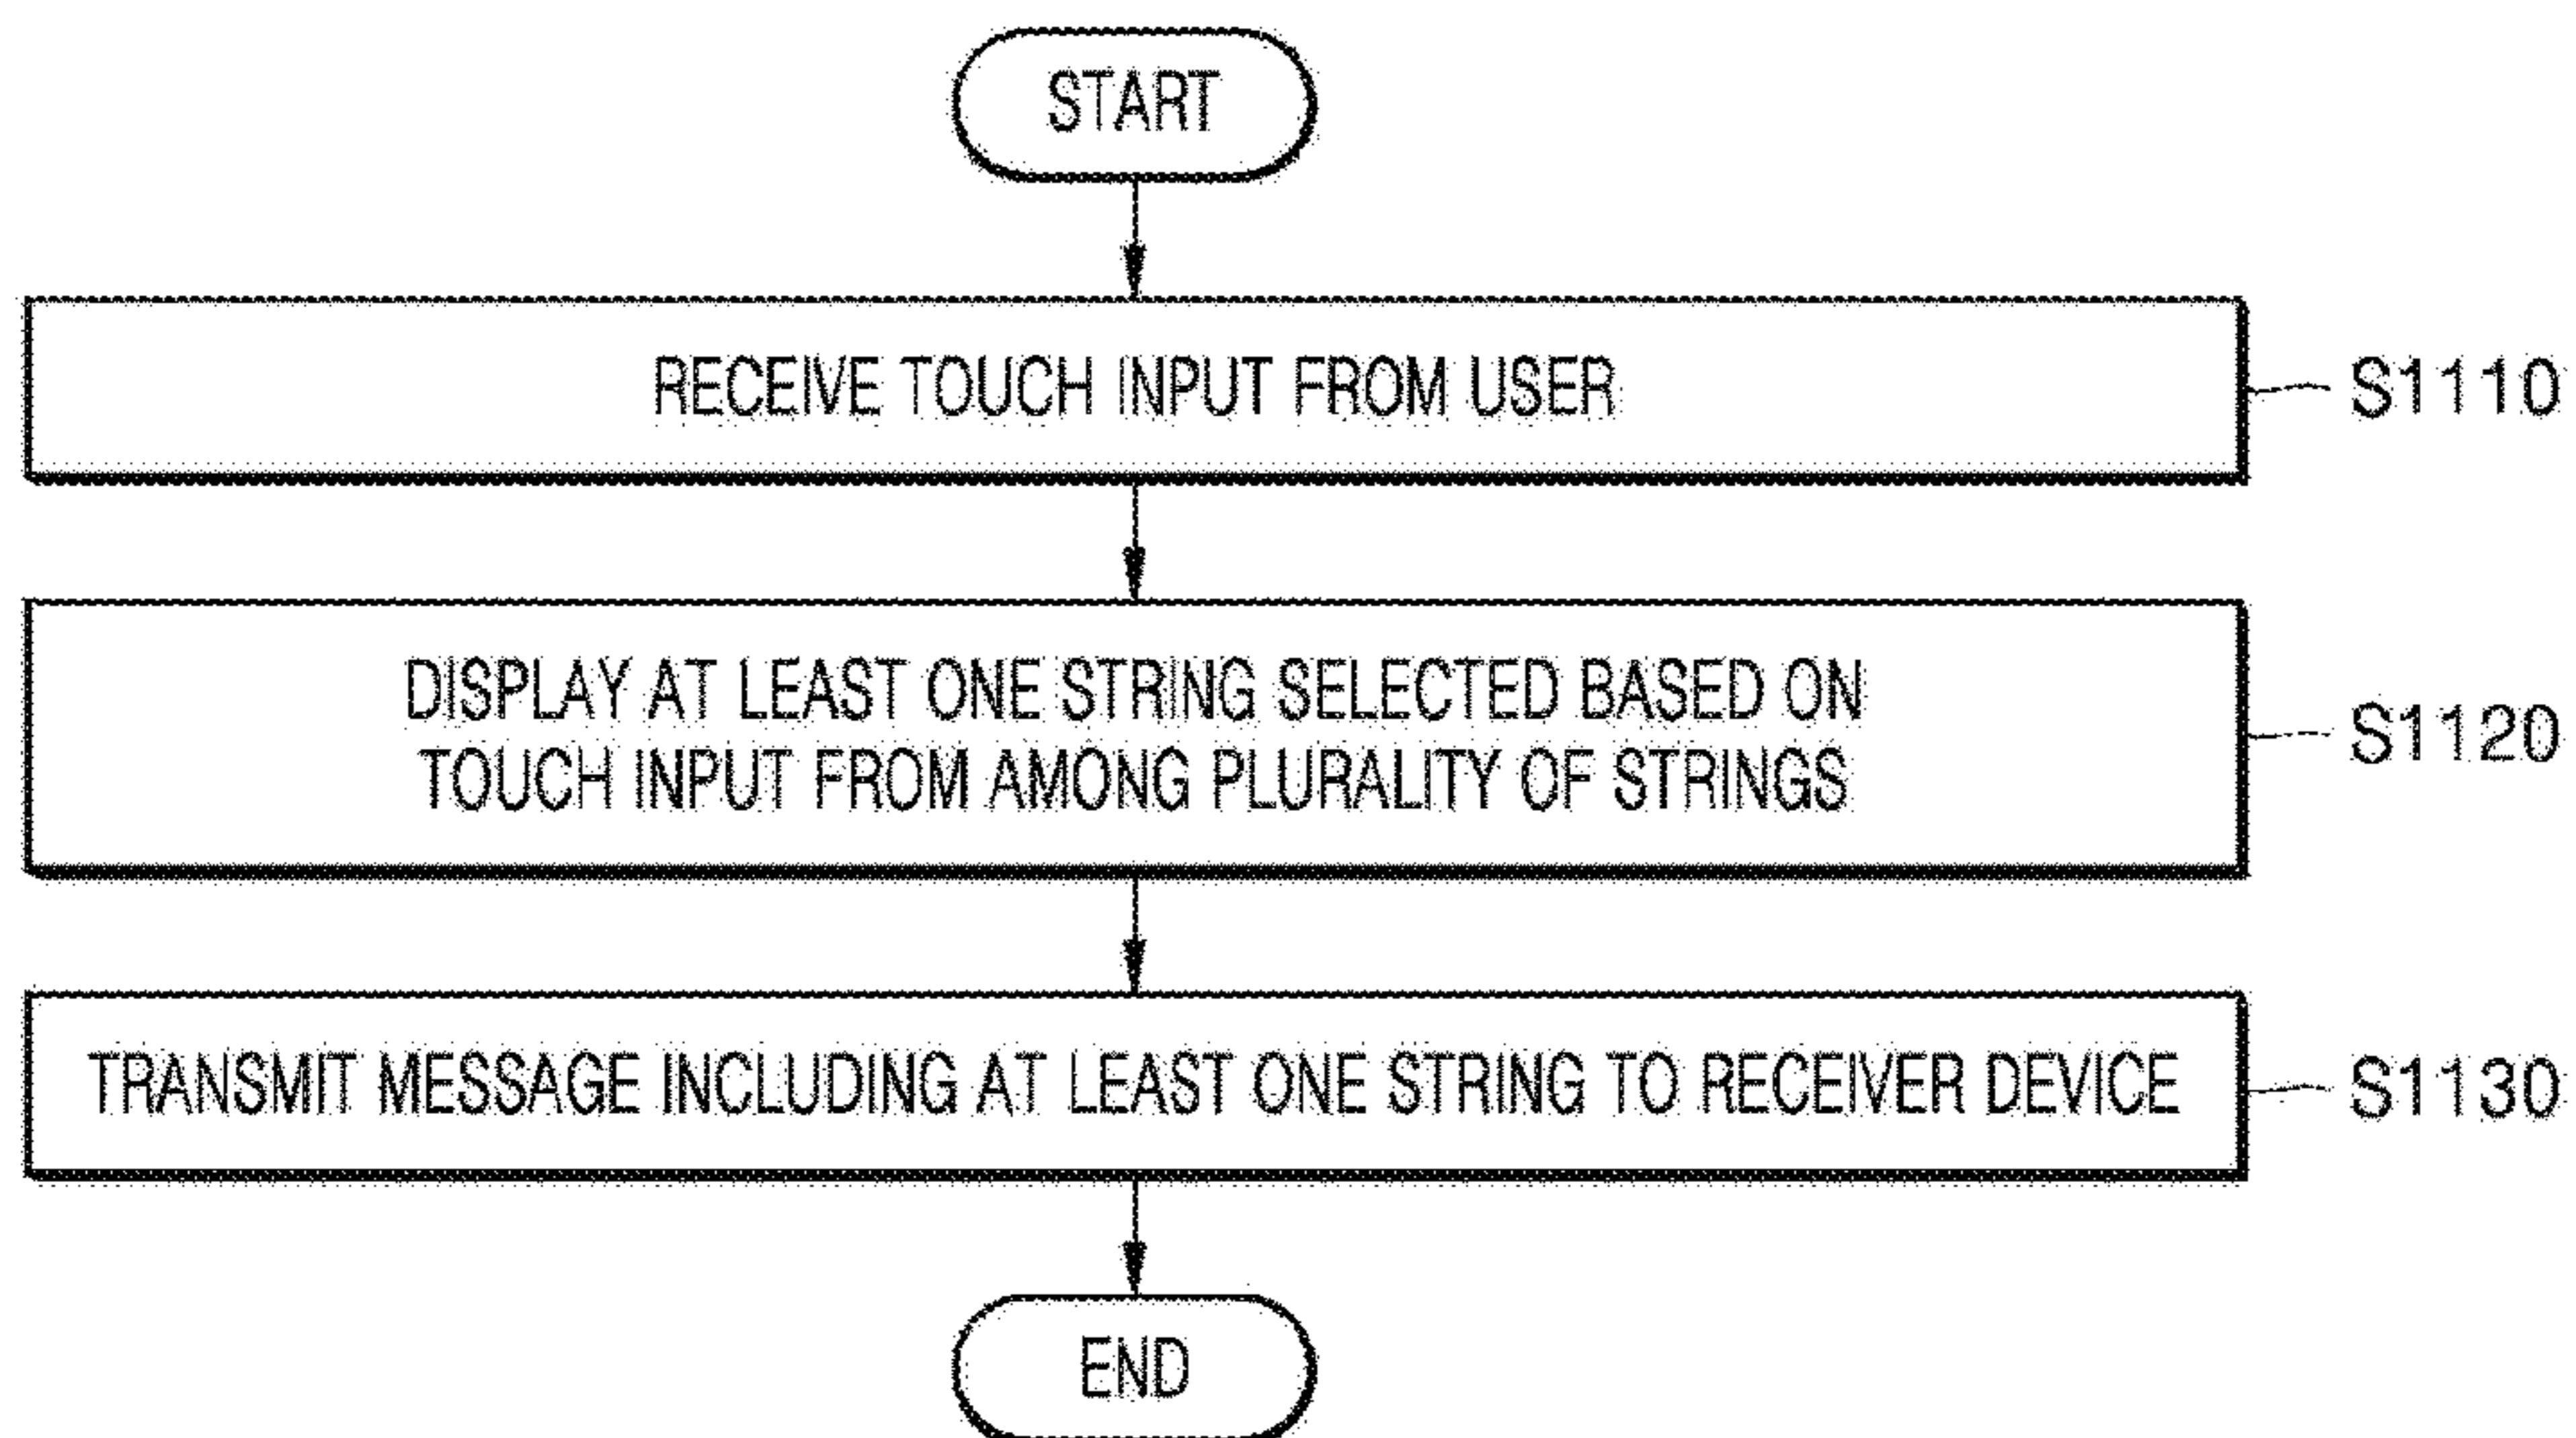 START
RECEIVE TOUCH INPUT FROM USER
S1110
DISPLAY AT LEAST ONE STRING SELECTED BASED ON
TOUCH INPUT FROM AMONG PLURALITY OF STRINGS
S1120
TRANSMIT MESSAGE INCLUDING AT LEAST ONE STRING TO RECEIVER DEVICE
S1130
END